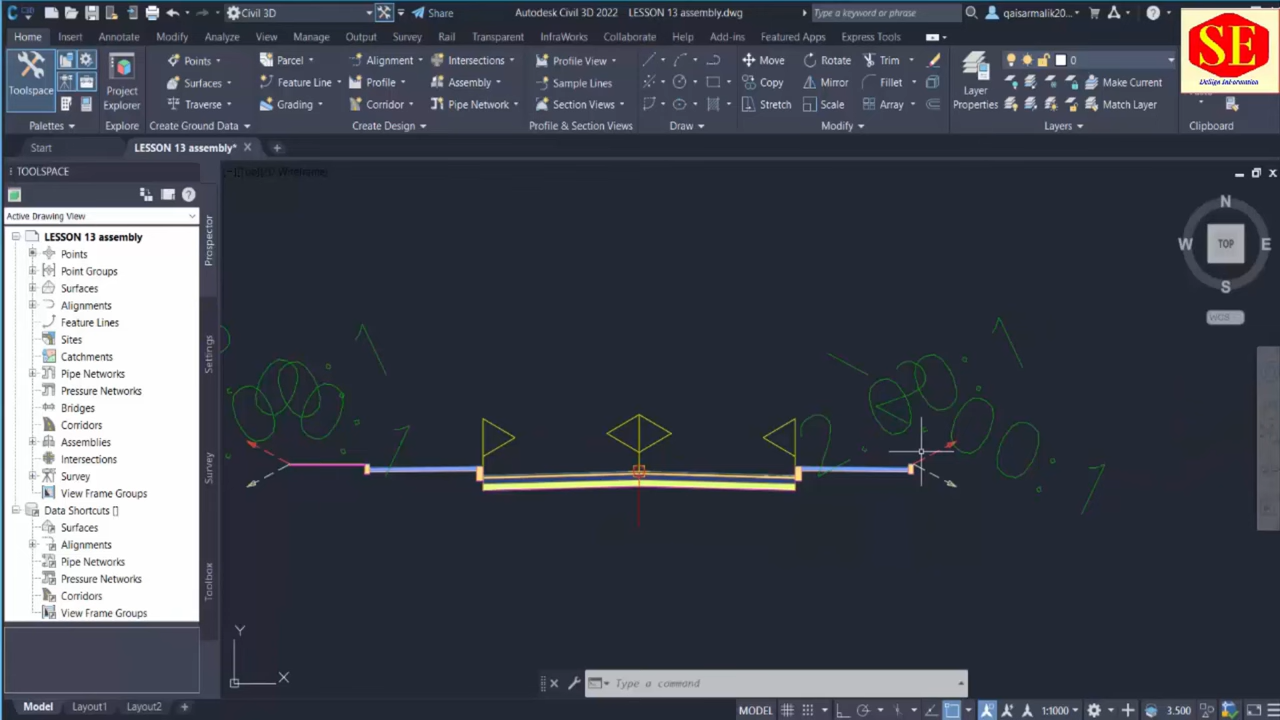 Civil 3D
Share
Autodesk Civil 3D 2022 LESSON 13 assembly.dwg
Type a keyword or phrase
qaisarmalik20...
SE
Design Information
Home Insert Annotate Modify Analyze View Manage Output Survey Rail Collaborate Help Add-ins Featured Apps Express Tools
Toolspace
Project Explorer
Points
Surfaces
Traverse
Parcel
Feature Line
Grading
Alignment
Profile
Corridor
Intersections
Assembly
Pipe Network
Profile View
Sample Lines
Section Views
Move Rotate Trim
Copy Mirror Fillet
Stretch Scale Array
Layer Properties
0
Make Current
Match Layer
Palettes Explore Create Ground Data Create Design Profile & Section Views Draw Modify Layers Clipboard
Start
LESSON 13 assembly*
TOOLSPACE
Active Drawing View
LESSON 13 assembly
Points
Point Groups
Surfaces
Alignments
Feature Lines
Sites
Catchments
Pipe Networks
Pressure Networks
Bridges
Corridors
Assemblies
Intersections
Survey
View Frame Groups
Data Shortcuts []
Surfaces
Alignments
Pipe Networks
Pressure Networks
Corridors
View Frame Groups
Prospector
Settings
Survey
Toolbox
N
W TOP E
S
WCS
Y
X
Type a command
Model Layout1 Layout2
MODEL
1:1000
3.500